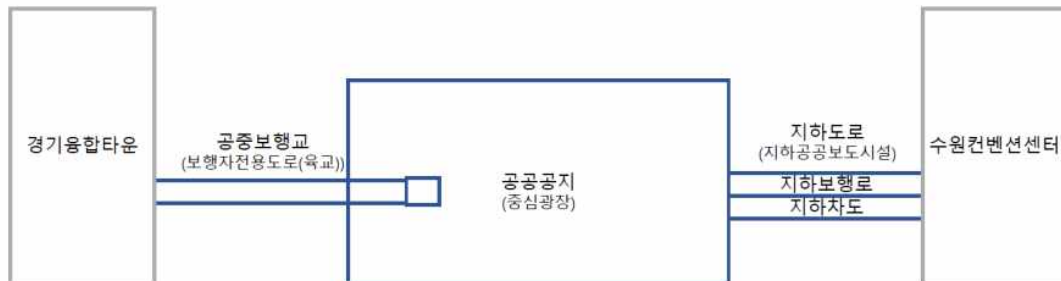 경기융합타운
공중보행교
(보행자전용도로(육교))
공공공지
(중심광장)
지하도로
(지하공공보도시설)
지하보행로
지하차도
수원컨벤션센터